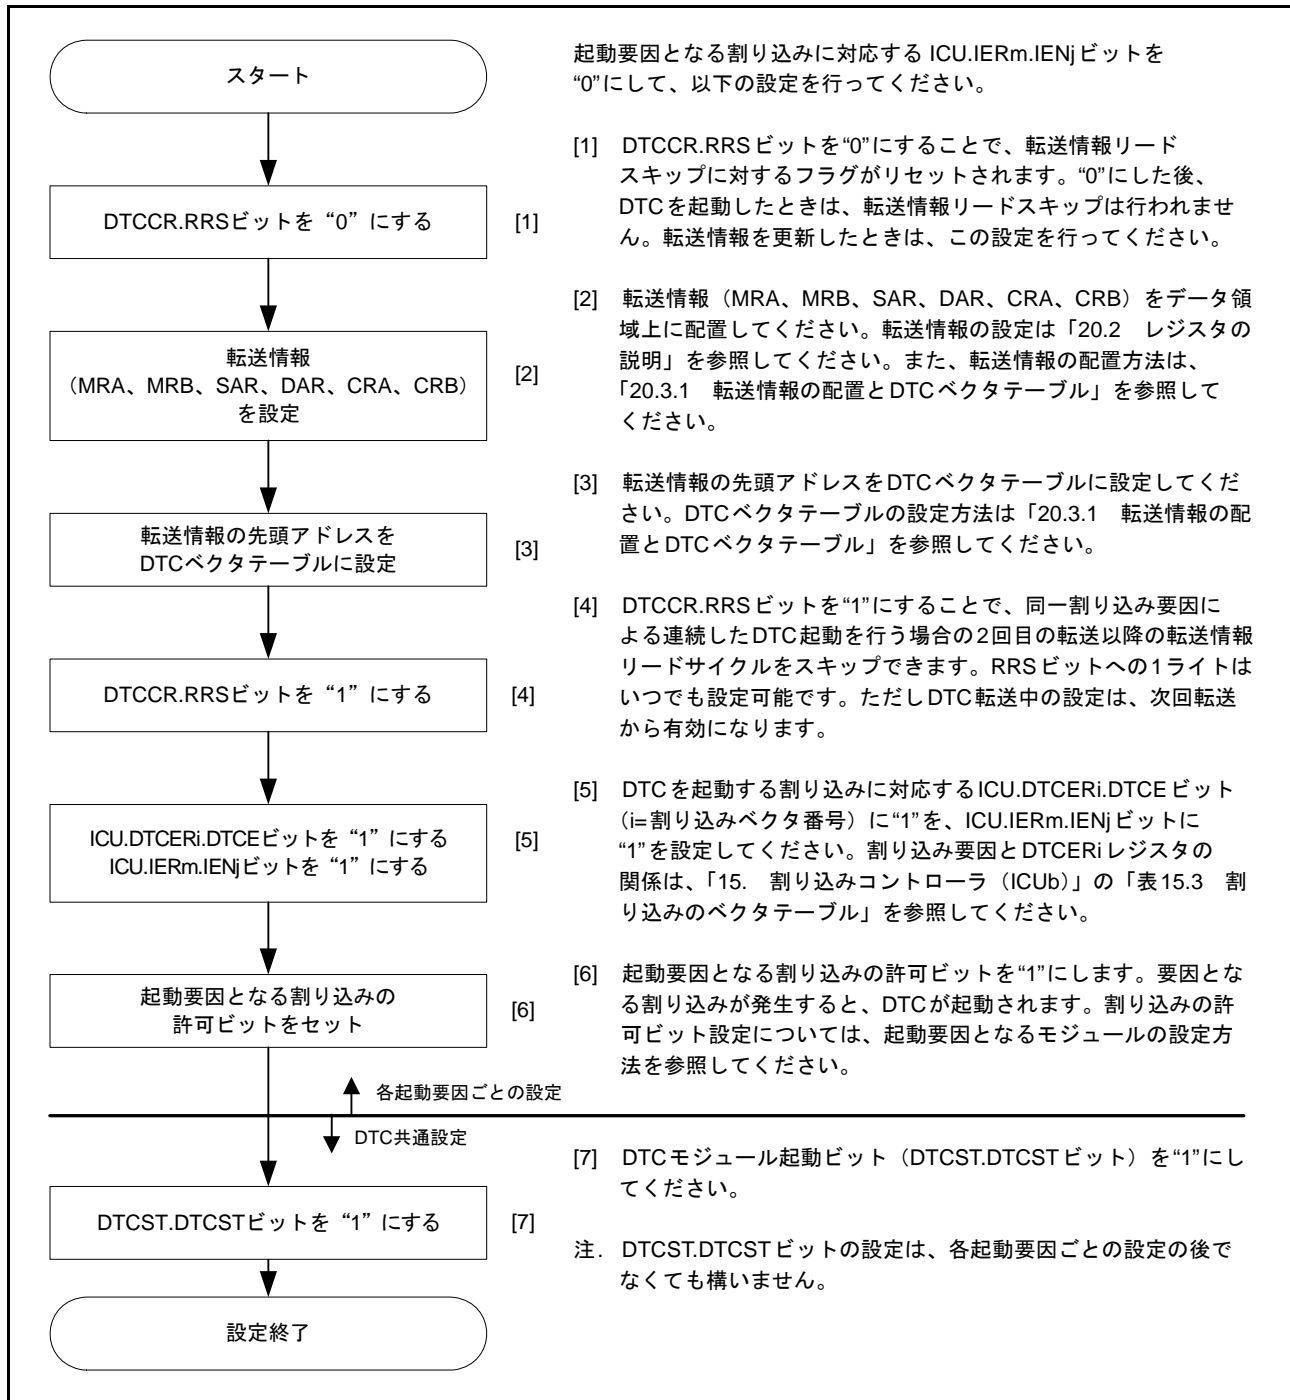 スタート
DTCCR.RRSビットを“0”にする
[1]
転送情報
(MRA、MRB、SAR、DAR、CRA、CRB)
を設定
[2]
転送情報の先頭アドレスを
DTCベクタテーブルに設定
[3]
DTCCR.RRSビットを“1”にする
[4]
ICU.DTCERi.DTCEビットを“1”にする
ICU.IERm.IENjビットを“1”にする
[5]
起動要因となる割り込みの
許可ビットをセット
[6]
各起動要因ごとの設定
DTC共通設定
DTCST.DTCSTビットを“1”にする
[7]
設定終了
起動要因となる割り込みに対応する ICU.IERm.IENjビットを
“0”にして、以下の設定を行ってください。
[1] DTCCR.RRSビットを“0”にすることで、転送情報リード
スキップに対するフラグがリセットされます。“0”にした後、
DTCを起動したときは、転送情報リードスキップは行われませ
ん。転送情報を更新したときは、この設定を行ってください。
[2] 転送情報（MRA、MRB、SAR、DAR、CRA、CRB）をデータ領
域上に配置してください。転送情報の設定は「20.2 レジスタの
説明」を参照してください。また、転送情報の配置方法は、
「20.3.1 転送情報の配置とDTCベクタテーブル」を参照して
ください。
[3] 転送情報の先頭アドレスをDTCベクタテーブルに設定してくだ
さい。DTCベクタテーブルの設定方法は「20.3.1 転送情報の配
置とDTCベクタテーブル」を参照してください。
[4] DTCCR.RRSビットを“1”にすることで、同一割り込み要因に
よる連続したDTC起動を行う場合の2回目の転送以降の転送情報
リードサイクルをスキップできます。RRSビットへの1ライトは
いつでも設定可能です。ただしDTC転送中の設定は、次回転送
から有効になります。
[5] DTCを起動する割り込みに対応するICU.DTCERi.DTCEビット
（i=割り込みベクタ番号）に“1”を、ICU.IERm.IENjビットに
“1”を設定してください。割り込み要因とDTCERiレジスタの
関係は、「15. 割り込みコントローラ（ICUb）」の「表15.3 割
り込みのベクタテーブル」を参照してください。
[6] 起動要因となる割り込みの許可ビットを“1”にします。要因とな
る割り込みが発生すると、DTCが起動されます。割り込みの許
可ビット設定については、起動要因となるモジュールの設定方
法を参照してください。
[7] DTCモジュール起動ビット（DTCST.DTCSTビット）を“1”にし
てください。
注. DTCST.DTCSTビットの設定は、各起動要因ごとの設定の後で
なくても構いません。